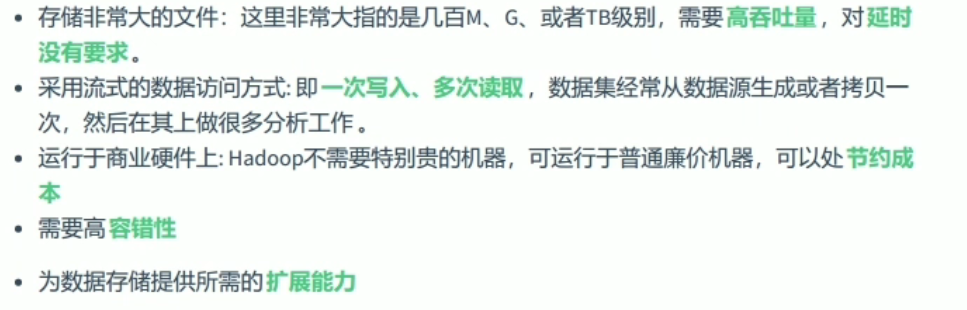 • 存储非常大的文件：这里非常大指的是几百M、G、或者TB级别，需要高吞吐量，对延时
没有要求。
• 采用流式的数据访问方式: 即一次写入、多次读取，数据集经常从数据源生成或者拷贝一
次，然后在其上做很多分析工作 。
• 运行于商业硬件上: Hadoop不需要特别贵的机器，可运行于普通廉价机器，可以处节约成
本
• 需要高容错性
• 为数据存储提供所需的扩展能力